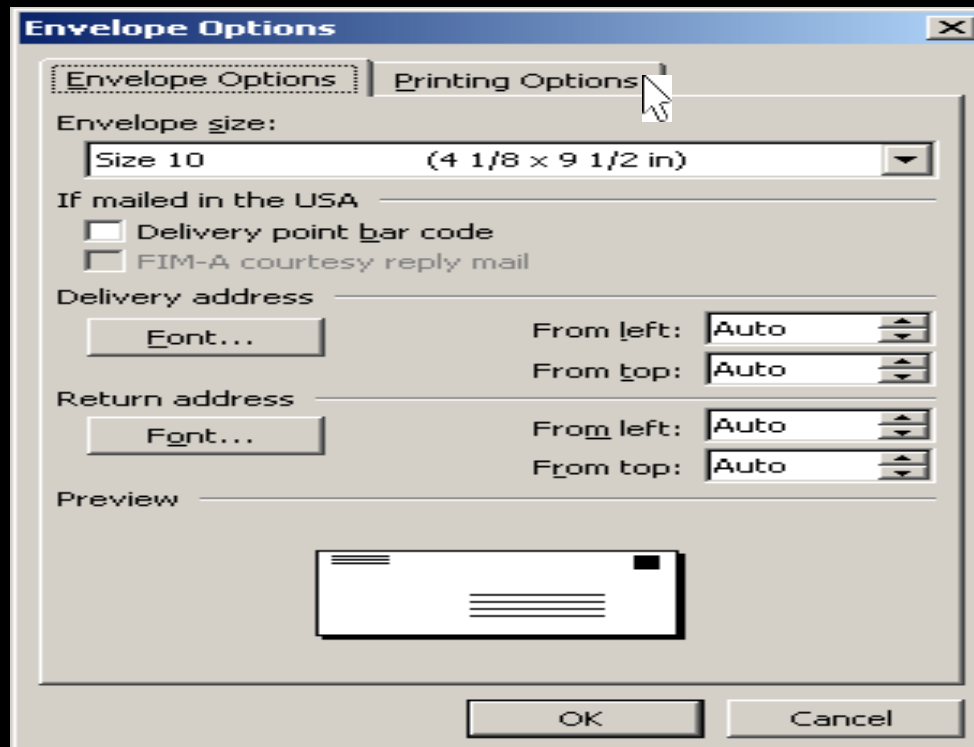 Envelope Options
Envelope Options Printing Options
Envelope size:
Size 10 (4 1/8 x 9 1/2 in)
If mailed in the USA
Delivery point bar code
FIM-A courtesy reply mail
Delivery address
Font... From left: Auto
From top: Auto
Return address
Font... From left: Auto
From top: Auto
Preview
OK Cancel